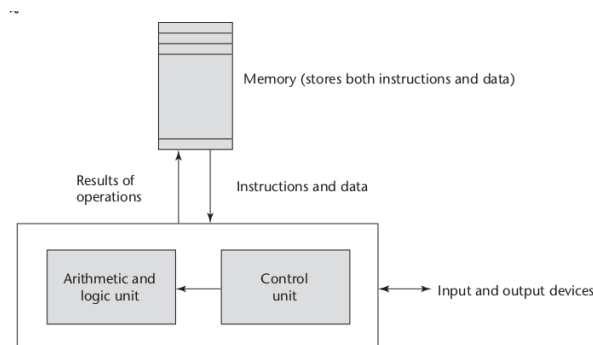 Memory (stores both instructions and data)
Results of
operations
Instructions and data
Arithmetic and
logic unit
Control
unit
Input and output devices